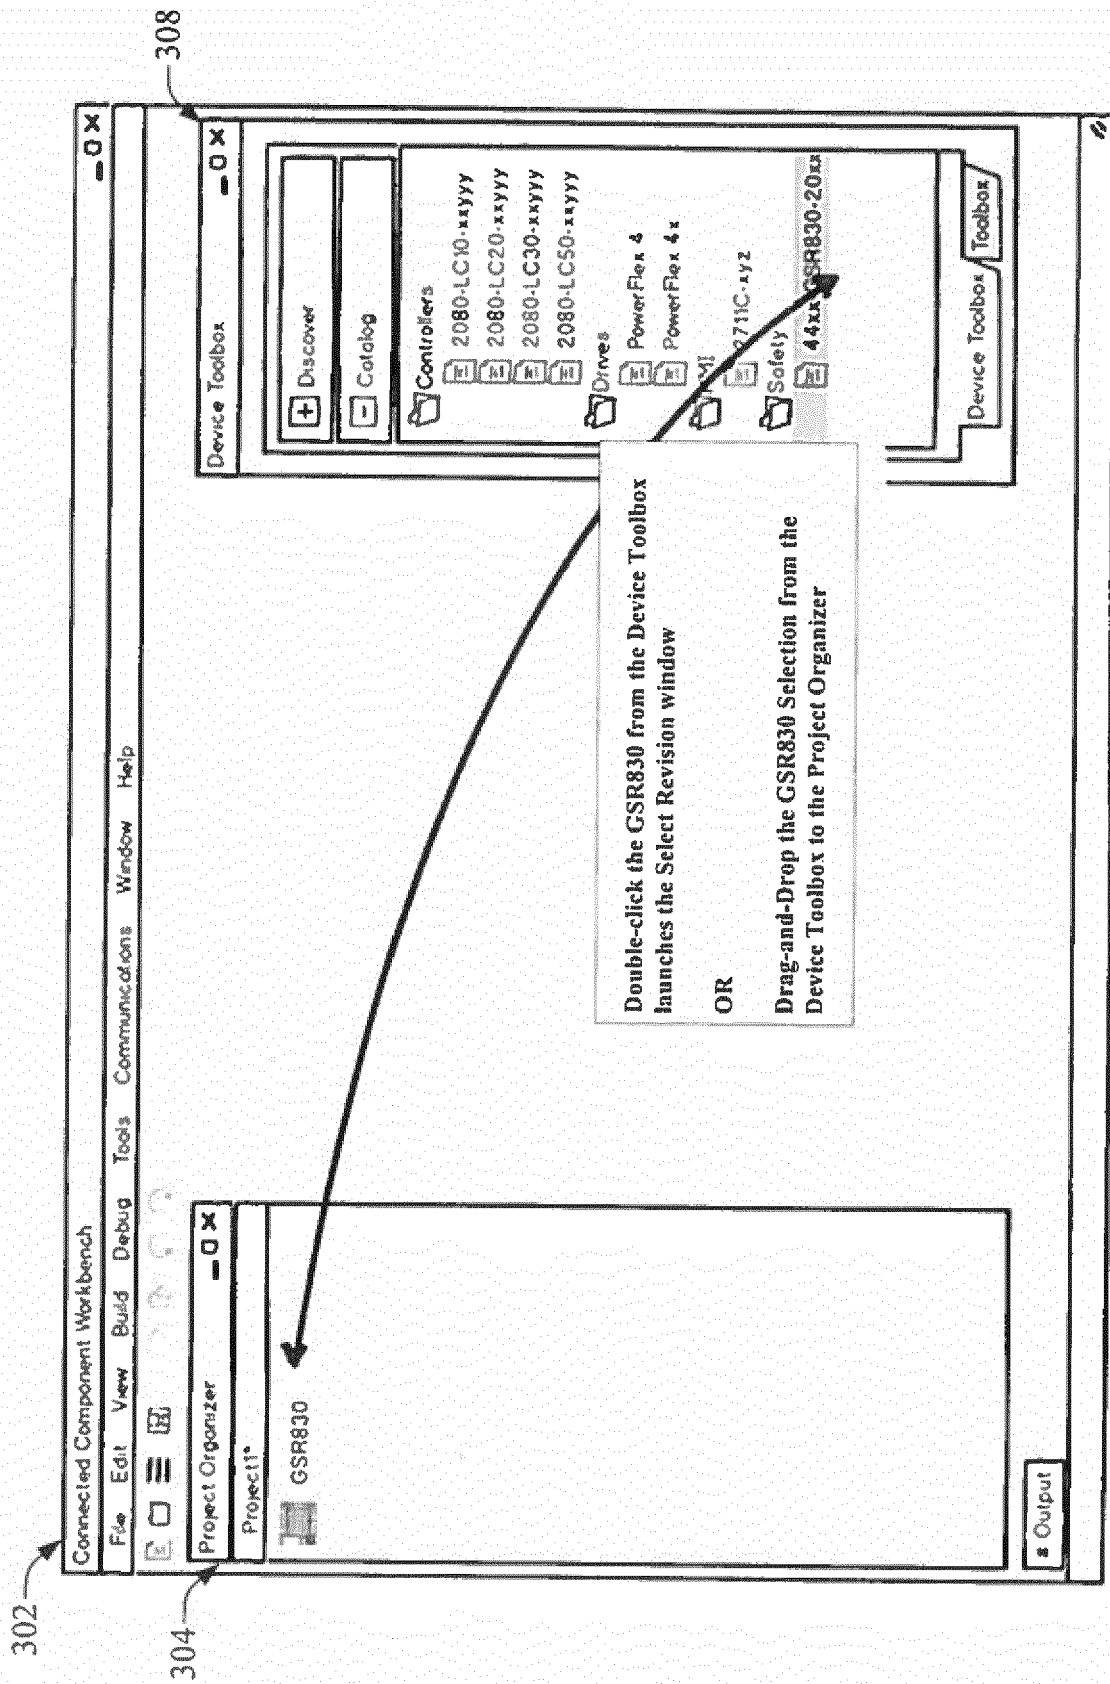 302
Connected Component Workbench
File Edit View Build Debug Tools Communications Window Help
304
Project Organizer
Project1*
GSR830
Output
308
Device Toolbox
+ Discover
- Catalog
Controllers
2080-LC10-xxyyy
2080-LC20-xxyyy
2080-LC30-xxyyy
2080-LC50-xxyyy
Drives
PowerFlex 4
PowerFlex 4x
2711C-xyz
Safety
44xx GSR830-20xx
Device Toolbox Toolbox
Double-click the GSR830 from the Device Toolbox
launches the Select Revision window
OR
Drag-and-Drop the GSR830 Selection from the
Device Toolbox to the Project Organizer